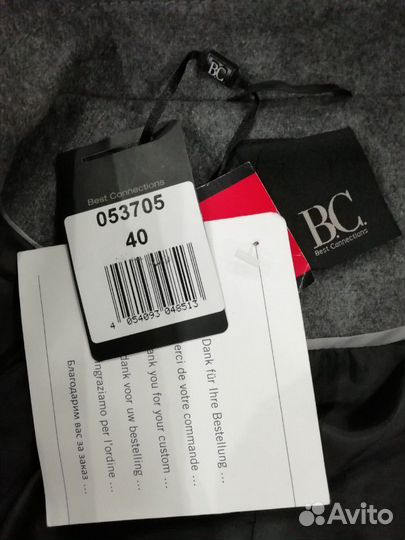 B.C.
Best Connections
053705
40
4 054093 048513
B.C.
Best Connections
Dank für Ihre Bestellung ...
erci de votre commande ...
ank you for your custom ...
dank voor uw bestelling ...
ngraziamo per l'ordine ...
Благодарим вас за заказ ...
Avito